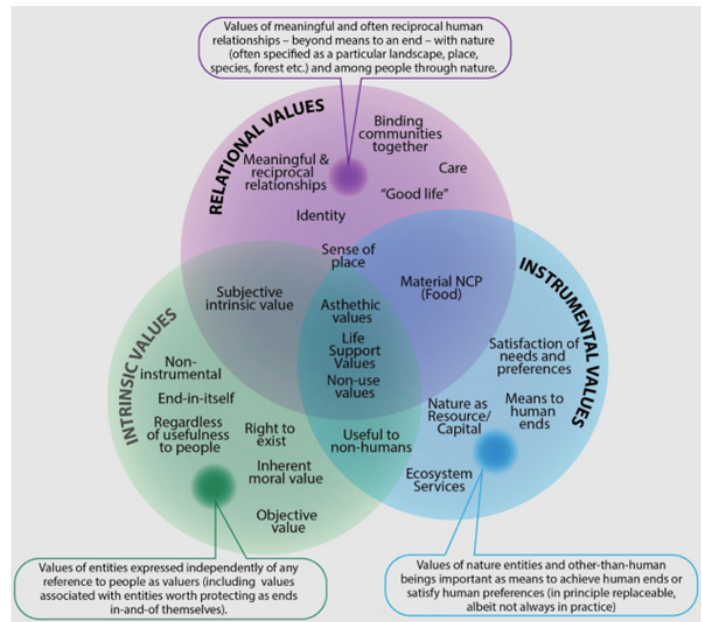 Values of meaningful and often reciprocal human
relationships – beyond means to an end – with nature
(often specified as a particular landscape, place,
species, forest etc.) and among people through nature.
RELATIONAL VALUES
Binding
communities
together
Meaningful &
reciprocal
relationships
Care
"Good life"
Identity
Sense of
place
INSTRUMENTAL VALUES
Material NCP
(Food)
Subjective
intrinsic value
Asthethic
values
INTRINSIC VALUES
Life
Support
Values
Satisfaction of
needs and
preferences
Non-
instrumental
Non-use
values
End-in-itself
Nature as
Resource/
Capital
Means to
human
ends
Regardless
of usefulness
to people
Right to
exist
Useful to
non-humans
Inherent
moral value
Ecosystem
Services
Objective
value
Values of entities expressed independently of any
reference to people as valuers (including values
associated with entities worth protecting as ends
in-and-of themselves).
Values of nature entities and other-than-human
beings important as means to achieve human ends or
satisfy human preferences (in principle replaceable,
albeit not always in practice)